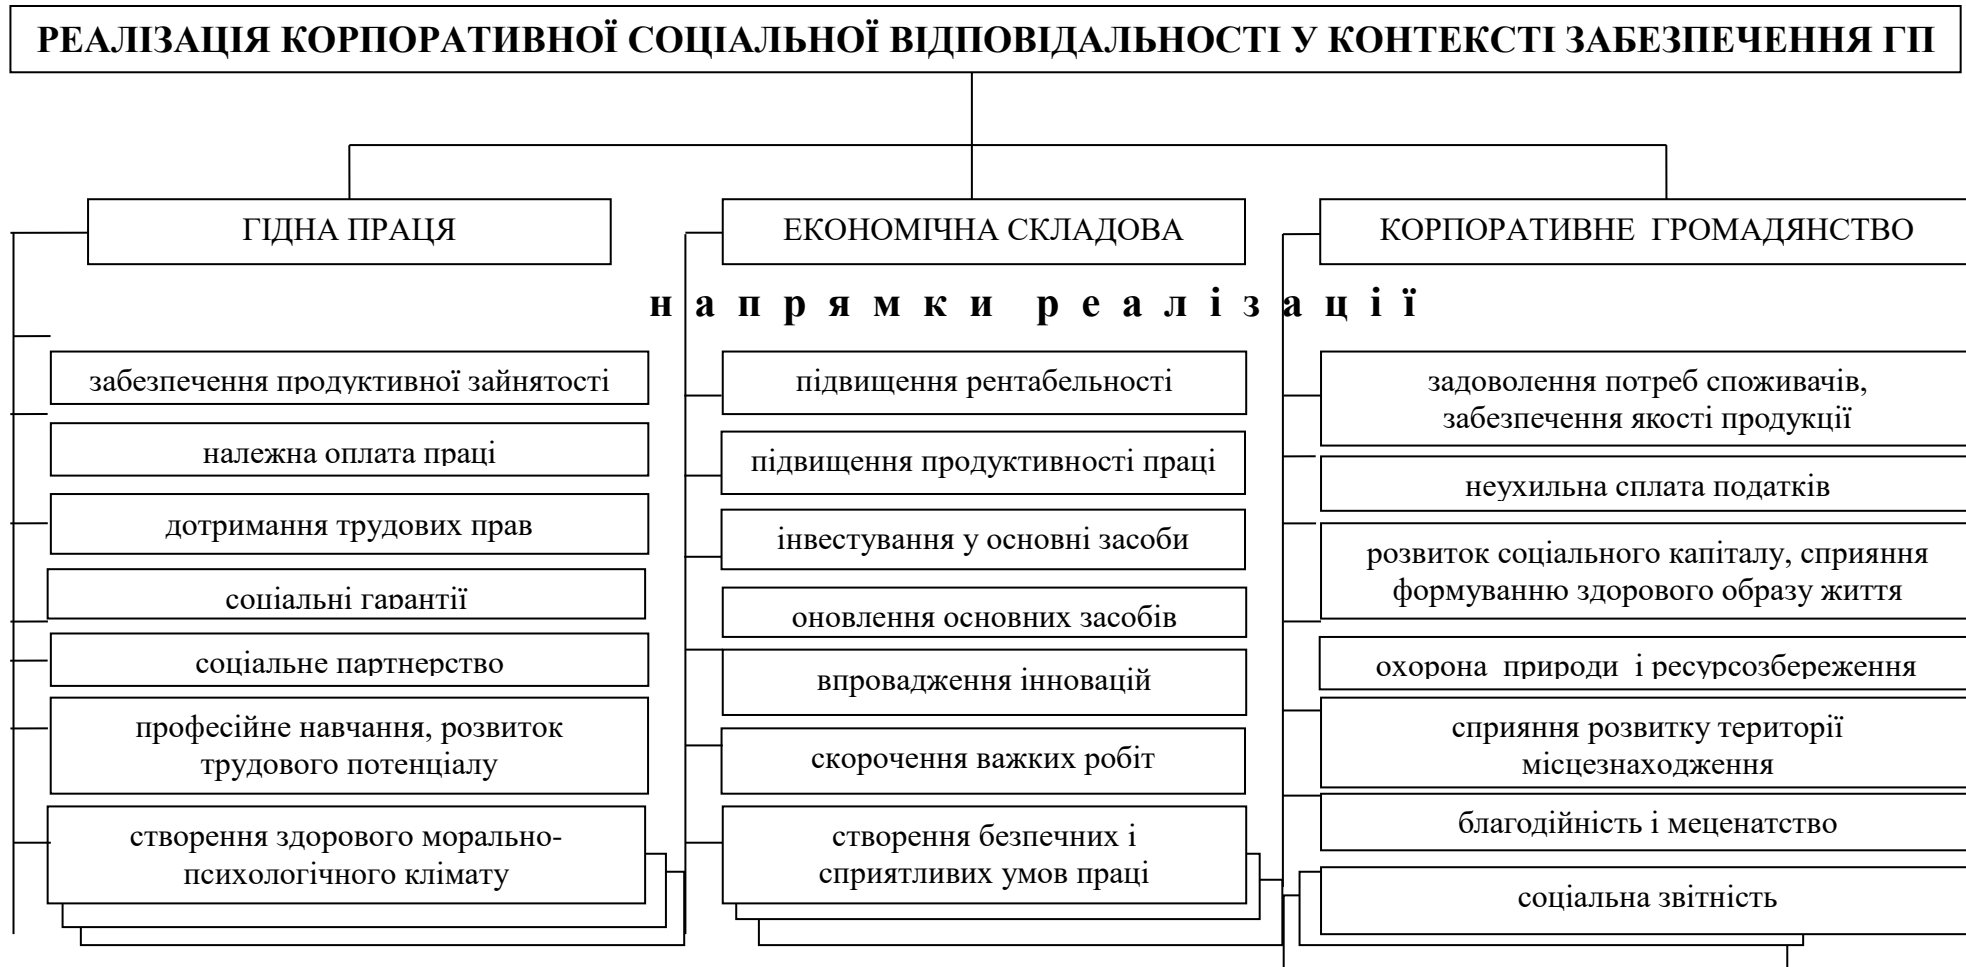 РЕАЛІЗАЦІЯ КОРПОРАТИВНОЇ СОЦІАЛЬНОЇ ВІДПОВІДАЛЬНОСТІ У КОНТЕКСТІ ЗАБЕЗПЕЧЕННЯ ГП
ГІДНА ПРАЦЯ
ЕКОНОМІЧНА СКЛАДОВА
КОРПОРАТИВНЕ ГРОМАДЯНСТВО
напрямки реалізації
забезпечення продуктивної зайнятості
належна оплата праці
дотримання трудових прав
соціальні гарантії
соціальне партнерство
професійне навчання, розвиток
трудового потенціалу
створення здорового морально-
психологічного клімату
підвищення рентабельності
підвищення продуктивності праці
інвестування у основні засоби
оновлення основних засобів
впровадження інновацій
скорочення важких робіт
створення безпечних і
сприятливих умов праці
задоволення потреб споживачів,
забезпечення якості продукції
неухильна сплата податків
розвиток соціального капіталу, сприяння
формуванню здорового образу життя
охорона природи і ресурсозбереження
сприяння розвитку території
місцезнаходження
благодійність і меценатство
соціальна звітність